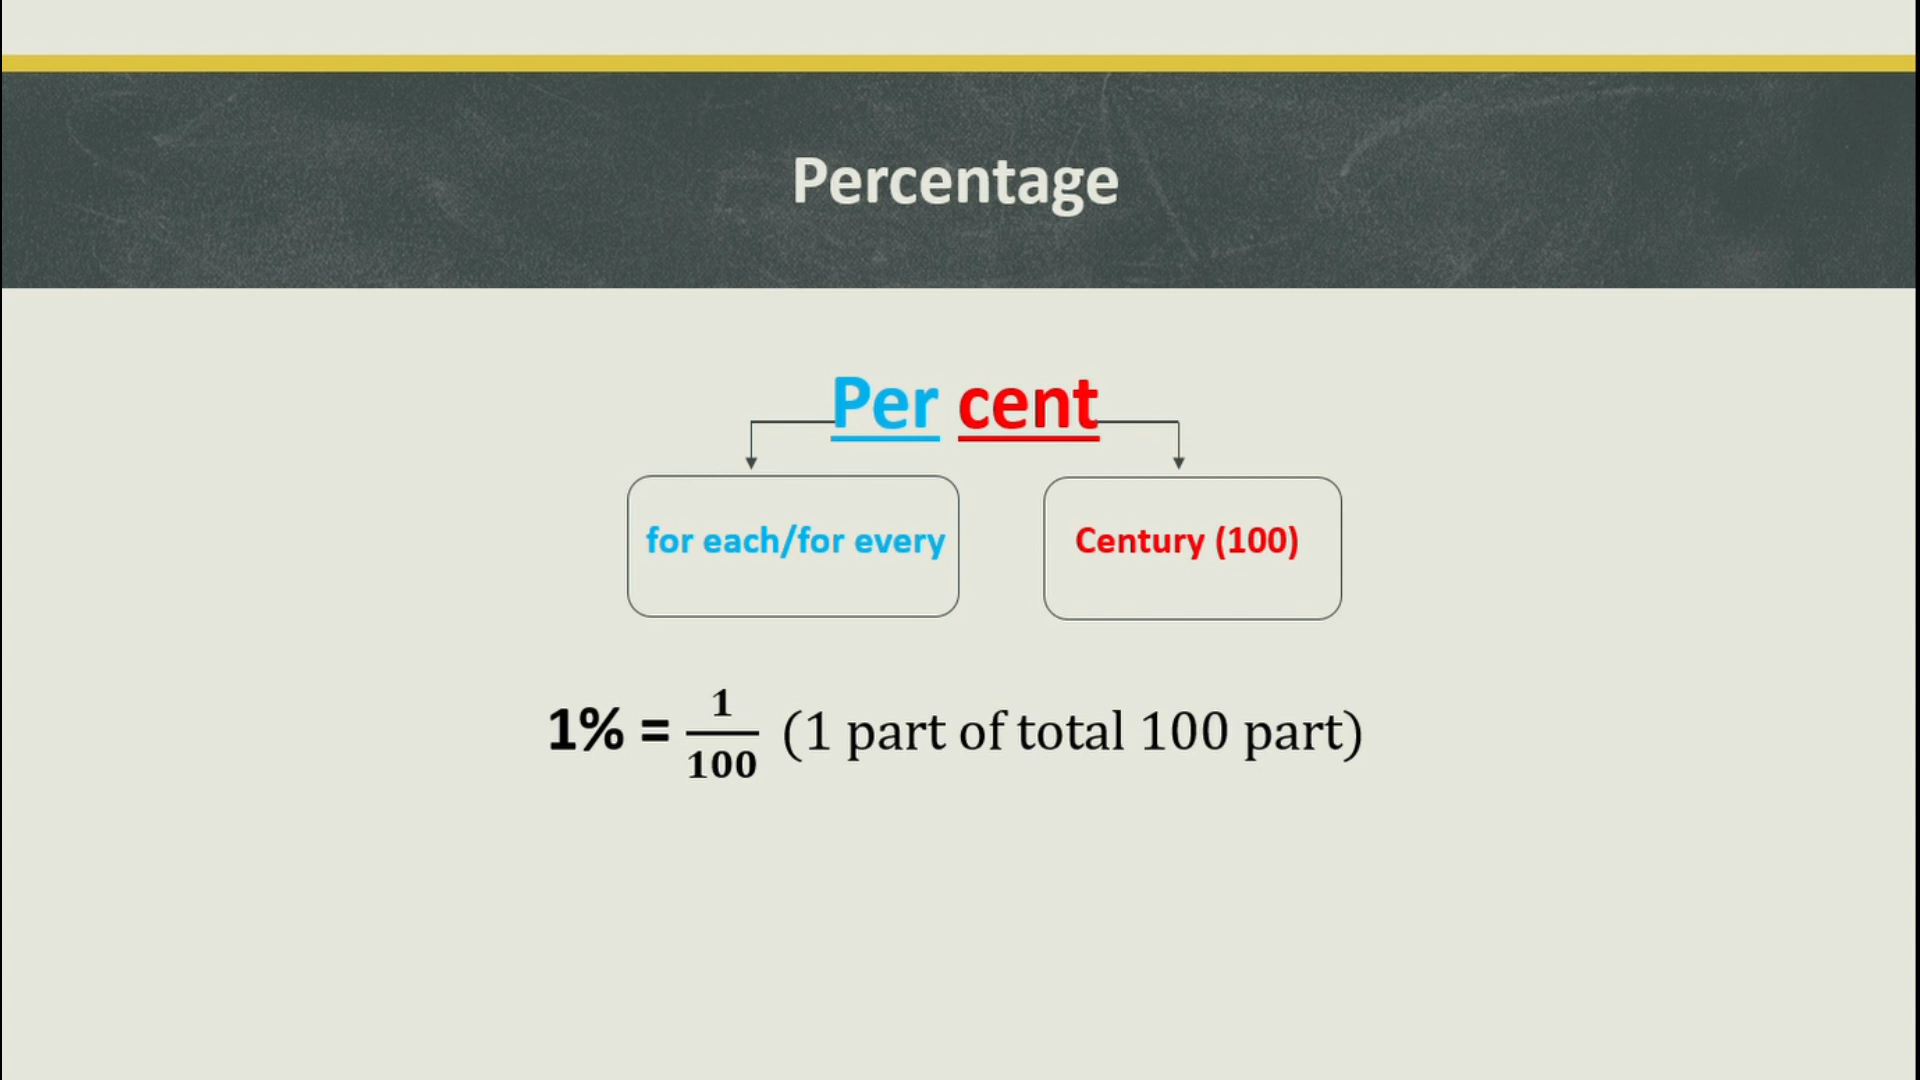 Percentage
Per cent
for each/for every
Century (100)
1% = 1/100 (1 part of total 100 part)